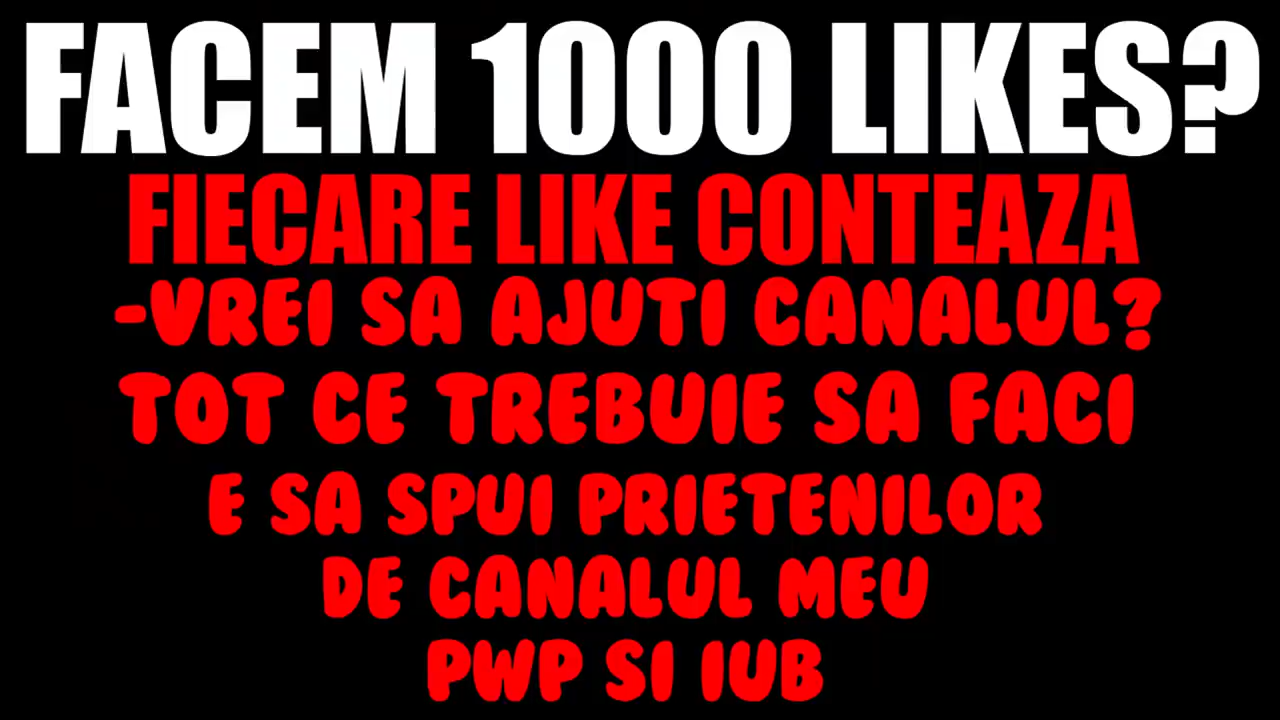 FACEM 1000 LIKES?
FIECARE LIKE CONTEAZA
-VREI SA AJUTI CANALUL?
TOT CE TREBUIE SA FACI
E SA SPUI PRIETENILOR
DE CANALUL MEU
PWP SI IUB